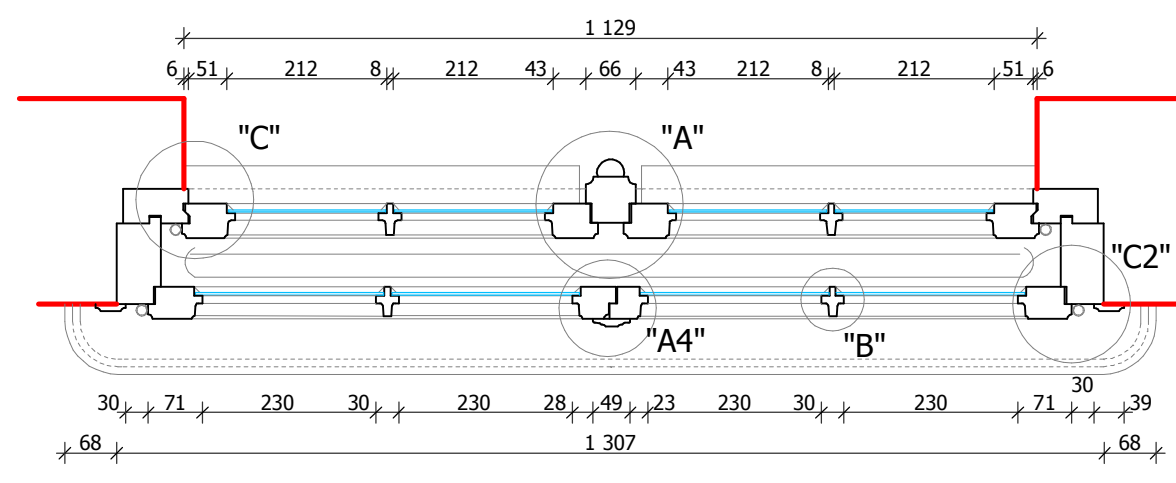 1 129
6 51 212 8 212 43 66 43 212 8 212 51 6
"C" "A"
"C2"
"A4" "B"
30
30 71 230 30 230 28 49 23 230 30 230 71 39
68 1 307 68